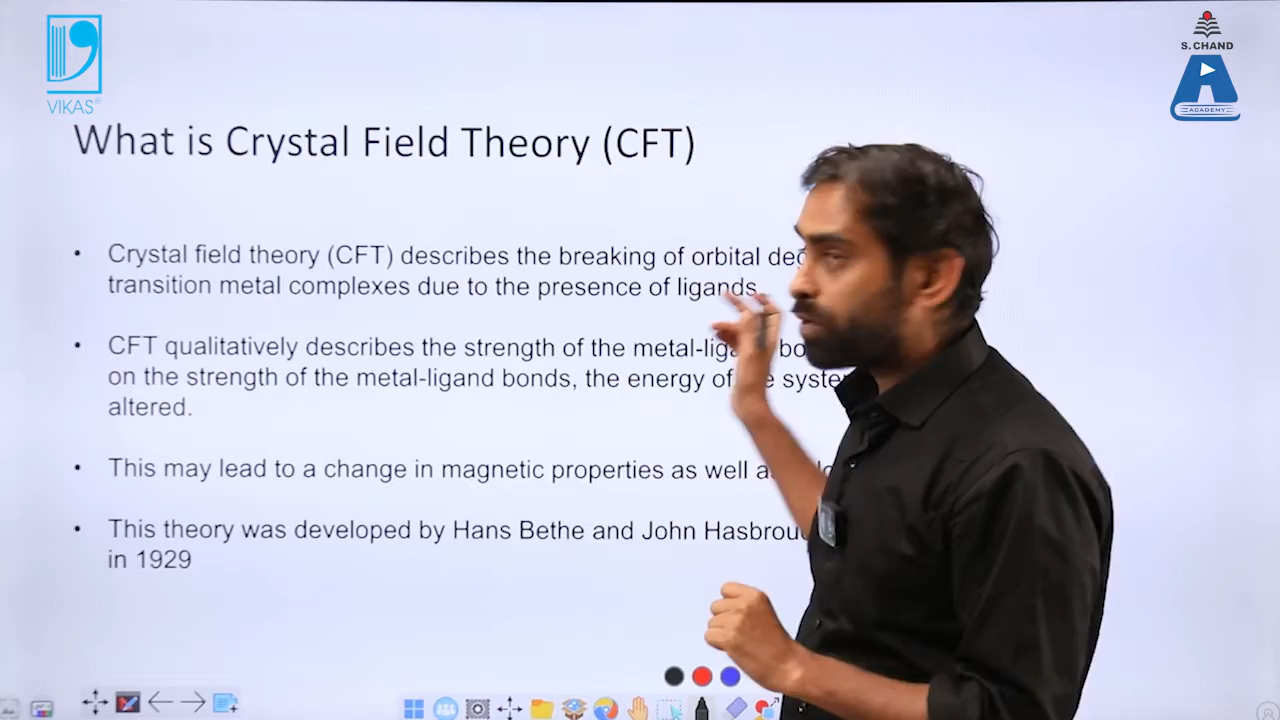 VIKAS®
S. CHAND
ACADEMY
What is Crystal Field Theory (CFT)
• Crystal field theory (CFT) describes the breaking of orbital
transition metal complexes due to the presence of ligands.
• CFT qualitatively describes the strength of the metal-ligand
on the strength of the metal-ligand bonds, the energy of the
altered.
• This may lead to a change in magnetic properties as well
• This theory was developed by Hans Bethe and John
in 1929